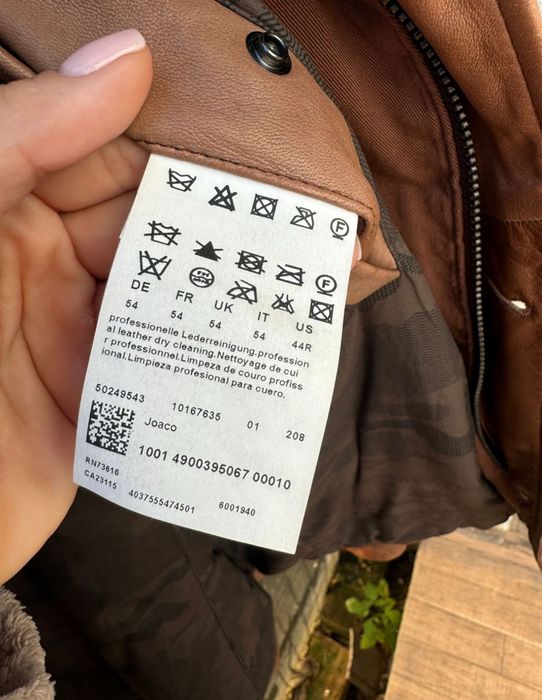 F
F
DE FR UK IT US
54 54 54 54 44R
professionelle Lederreinigung.profession
al leather dry cleaning.Nettoyage de cui
r professionnel.Limpeza de couro profiss
ional.Limpieza profesional para cuero.
50249543 10167635 01 208
Joaco
1001 4900395067 00010
RN73616
CA23115 4037555474501 6001940